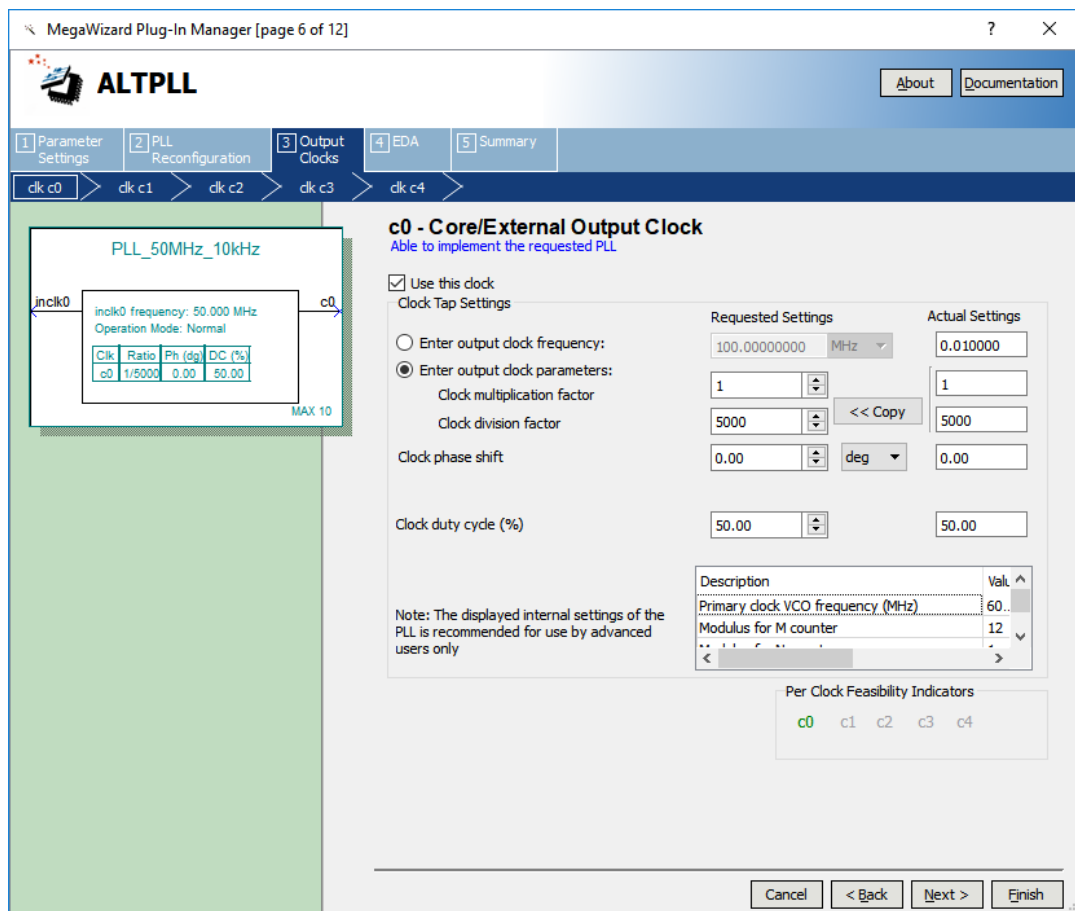 MegaWizard Plug-In Manager [page 6 of 12]
ALTPLL
About
Documentation
1 Parameter Settings
2 PLL Reconfiguration
3 Output Clocks
4 EDA
5 Summary
clk c0
clk c1
clk c2
clk c3
clk c4
PLL_50MHz_10kHz
inclk0
c0
inclk0 frequency: 50.000 MHz
Operation Mode: Normal
Clk Ratio Ph (dg) DC (%)
c0 1/5000 0.00 50.00
MAX 10
c0 - Core/External Output Clock
Able to implement the requested PLL
Use this clock
Clock Tap Settings
Requested Settings
Actual Settings
Enter output clock frequency:
100.00000000 MHz
0.010000
Enter output clock parameters:
Clock multiplication factor
1
1
Clock division factor
5000
<< Copy
5000
Clock phase shift
0.00
deg
0.00
Clock duty cycle (%)
50.00
50.00
Note: The displayed internal settings of the
PLL is recommended for use by advanced
users only
Description
Primary clock VCO frequency (MHz) 60..
Modulus for M counter 12
Per Clock Feasibility Indicators
c0 c1 c2 c3 c4
Cancel
< Back
Next >
Finish